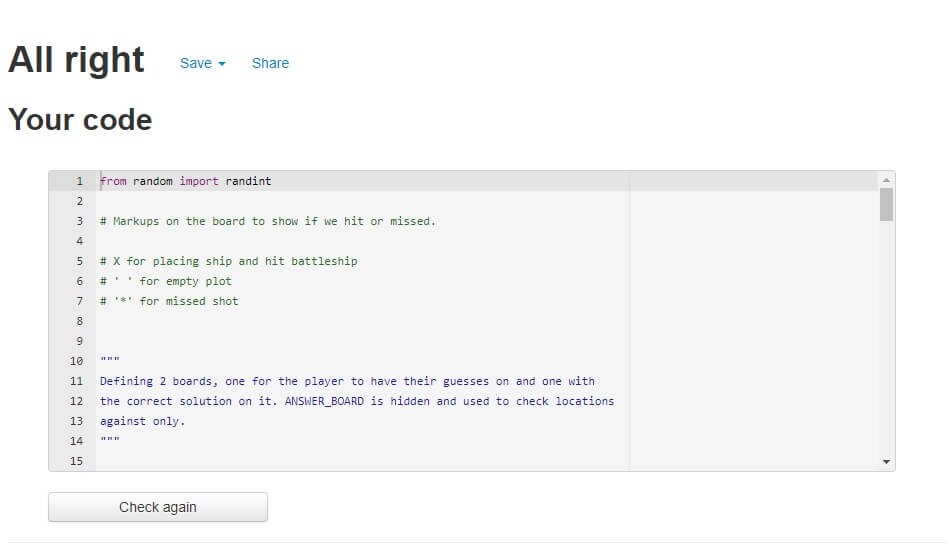 All right Save Share
Your code
1 from random import randint
2
3 # Markups on the board to show if we hit or missed.
4
5 # X for placing ship and hit battleship
6 # ' ' for empty plot
7 # '*' for missed shot
8
9
10 """
11 Defining 2 boards, one for the player to have their guesses on and one with
12 the correct solution on it. ANSWER_BOARD is hidden and used to check locations
13 against only.
14 """
15
Check again